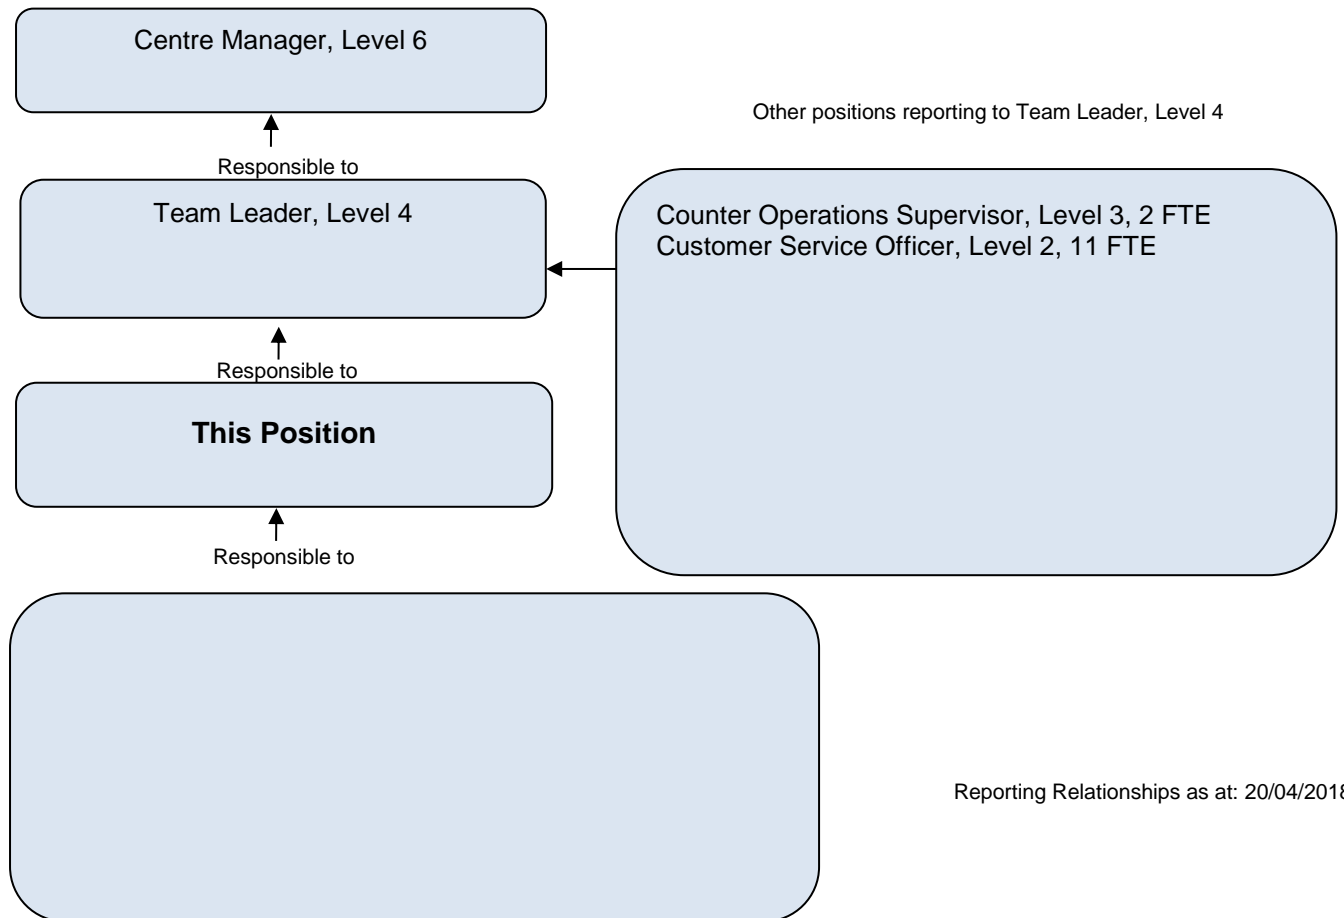 Centre Manager, Level 6
Other positions reporting to Team Leader, Level 4
Responsible to
Team Leader, Level 4
Counter Operations Supervisor, Level 3, 2 FTE
Customer Service Officer, Level 2, 11 FTE
Responsible to
This Position
Responsible to
Reporting Relationships as at: 20/04/2018